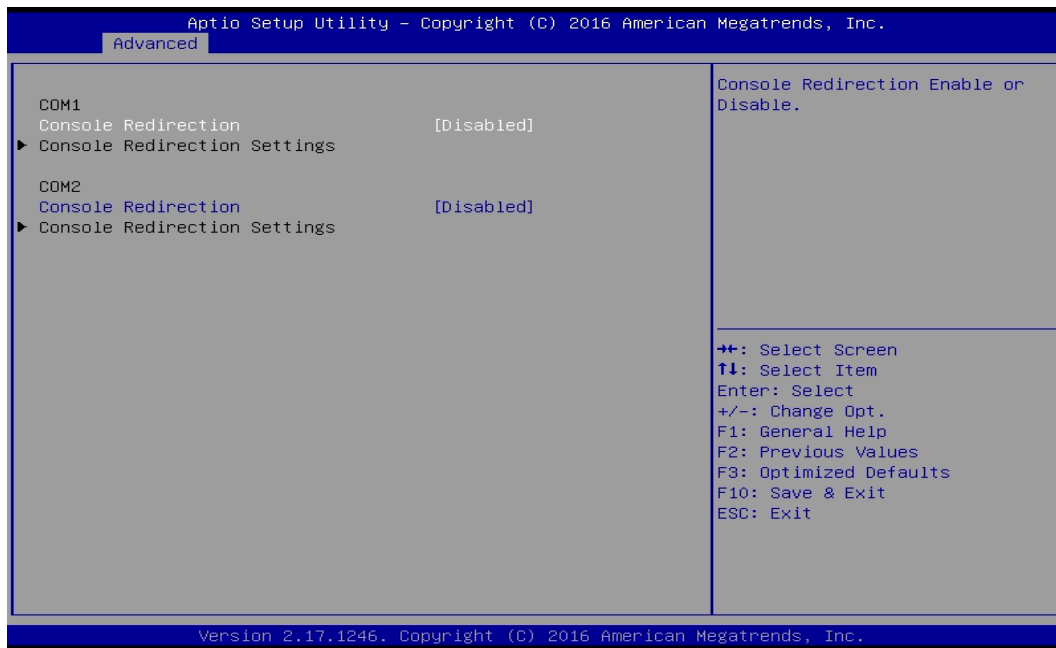 Aptio Setup Utility – Copyright (C) 2016 American Megatrends, Inc.
Advanced
COM1
Console Redirection [Disabled]
▶ Console Redirection Settings
COM2
Console Redirection [Disabled]
▶ Console Redirection Settings
Console Redirection Enable or
Disable.
→←: Select Screen
↑↓: Select Item
Enter: Select
+/-: Change Opt.
F1: General Help
F2: Previous Values
F3: Optimized Defaults
F10: Save & Exit
ESC: Exit
Version 2.17.1246. Copyright (C) 2016 American Megatrends, Inc.